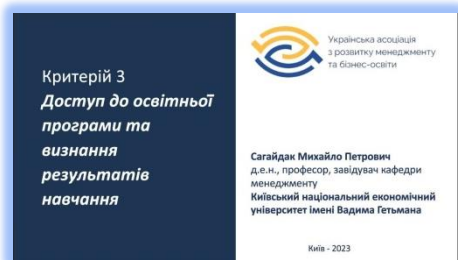 Критерій 3
Доступ до освітньої
програми та
визнання
результатів
навчання
Українська асоціація
з розвитку менеджменту
та бізнес-освіти
Сагайдак Михайло Петрович
д.е.н., професор, завідувач кафедри
менеджменту
Київський національний економічний
університет імені Вадима Гетьмана
Київ - 2023